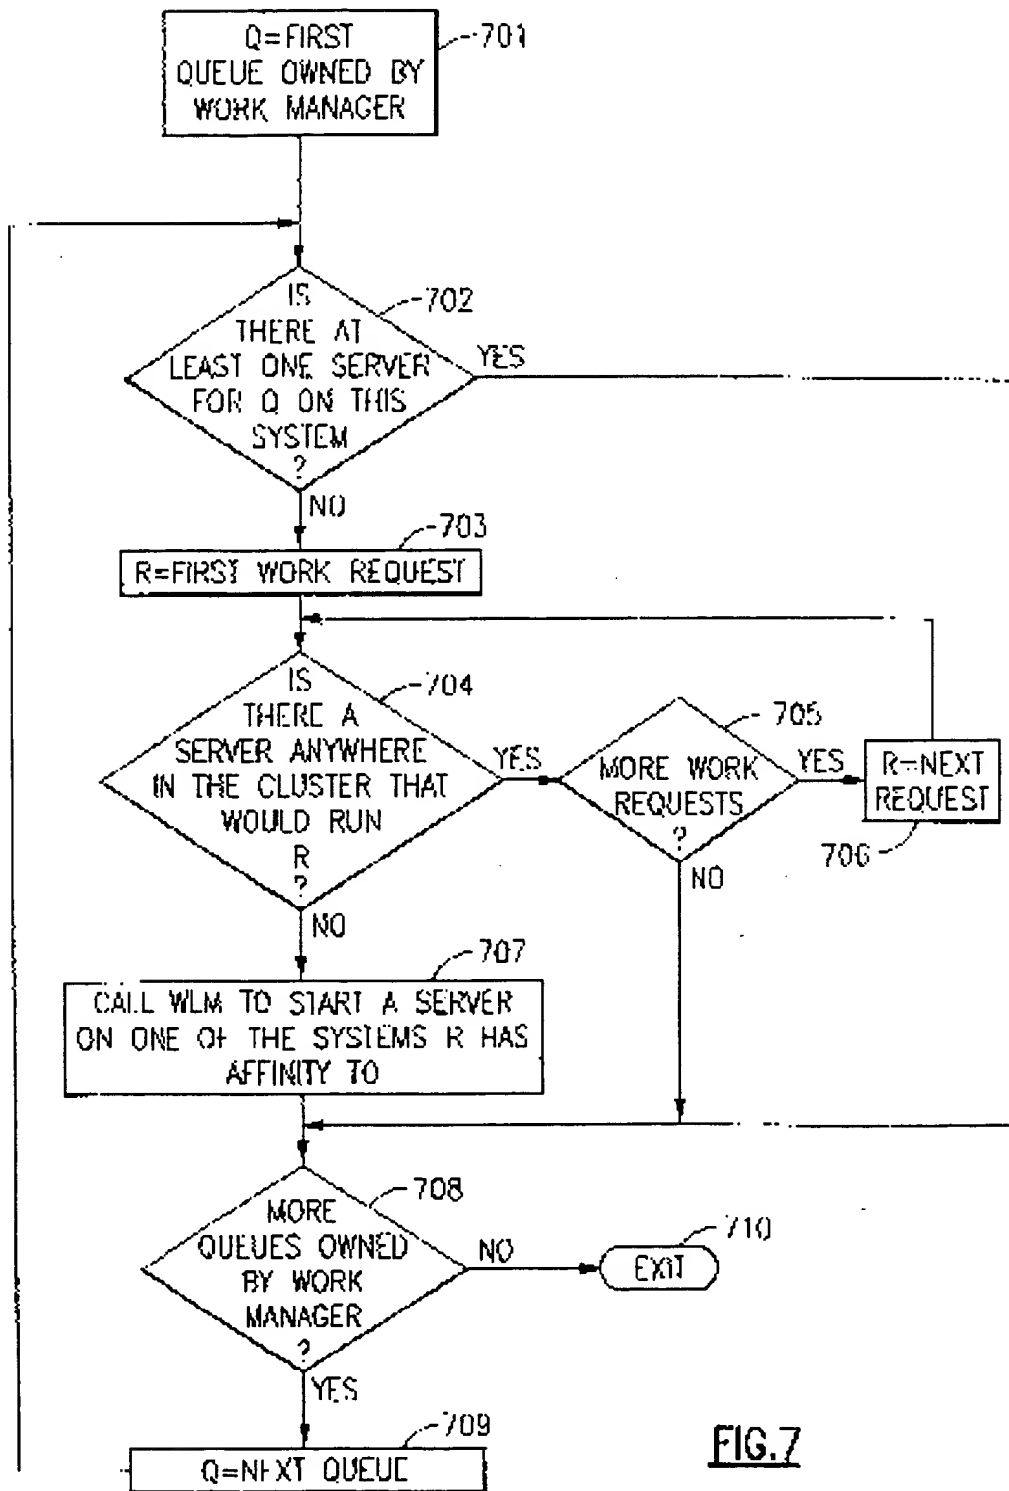 Q=FIRST
QUEUE OWNED BY
WORK MANAGER
701
IS
THERE AT
LEAST ONE SERVER
FOR Q ON THIS
SYSTEM
?
702
YES
NO
703
R=FIRST WORK REQUEST
IS
THERE A
SERVER ANYWHERE
IN THE CLUSTER THAT
WOULD RUN
R
?
704
YES
NO
MORE WORK
REQUESTS
?
705
YES
NO
R=NEXT
REQUEST
706
707
CALL WLM TO START A SERVER
ON ONE OF THE SYSTEMS R HAS
AFFINITY TO
MORE
QUEUES OWNED
BY WORK
MANAGER
?
708
NO
710
EXIT
YES
709
Q=NEXT QUEUE
FIG.7